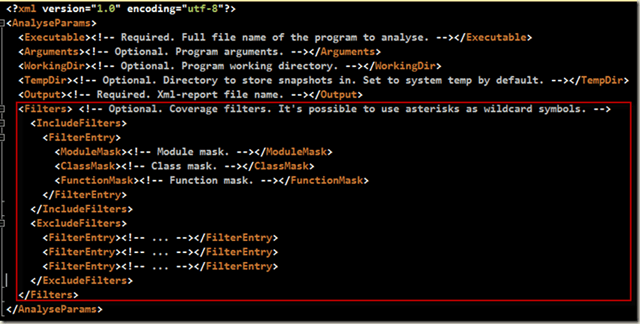 <?xml version="1.0" encoding="utf-8"?>
<AnalyseParams>
<Executable><!-- Required. Full file name of the program to analyse. --></Executable>
<Arguments><!-- Optional. Program arguments. --></Arguments>
<WorkingDir><!-- Optional. Program working directory. --></WorkingDir>
<TempDir><!-- Optional. Directory to store snapshots in. Set to system temp by default. --></TempDir>
<Output><!-- Required. Xml-report file name. --></Output>
<Filters> <!-- Optional. Coverage filters. It's possible to use asterisks as wildcard symbols. -->
<IncludeFilters>
<FilterEntry>
<ModuleMask><!-- Module mask. --></ModuleMask>
<ClassMask><!-- Class mask. --></ClassMask>
<FunctionMask><!-- Function mask. --></FunctionMask>
</FilterEntry>
</IncludeFilters>
<ExcludeFilters>
<FilterEntry><!-- ... --></FilterEntry>
<FilterEntry><!-- ... --></FilterEntry>
<FilterEntry><!-- ... --></FilterEntry>
</ExcludeFilters>
</Filters>
</AnalyseParams>